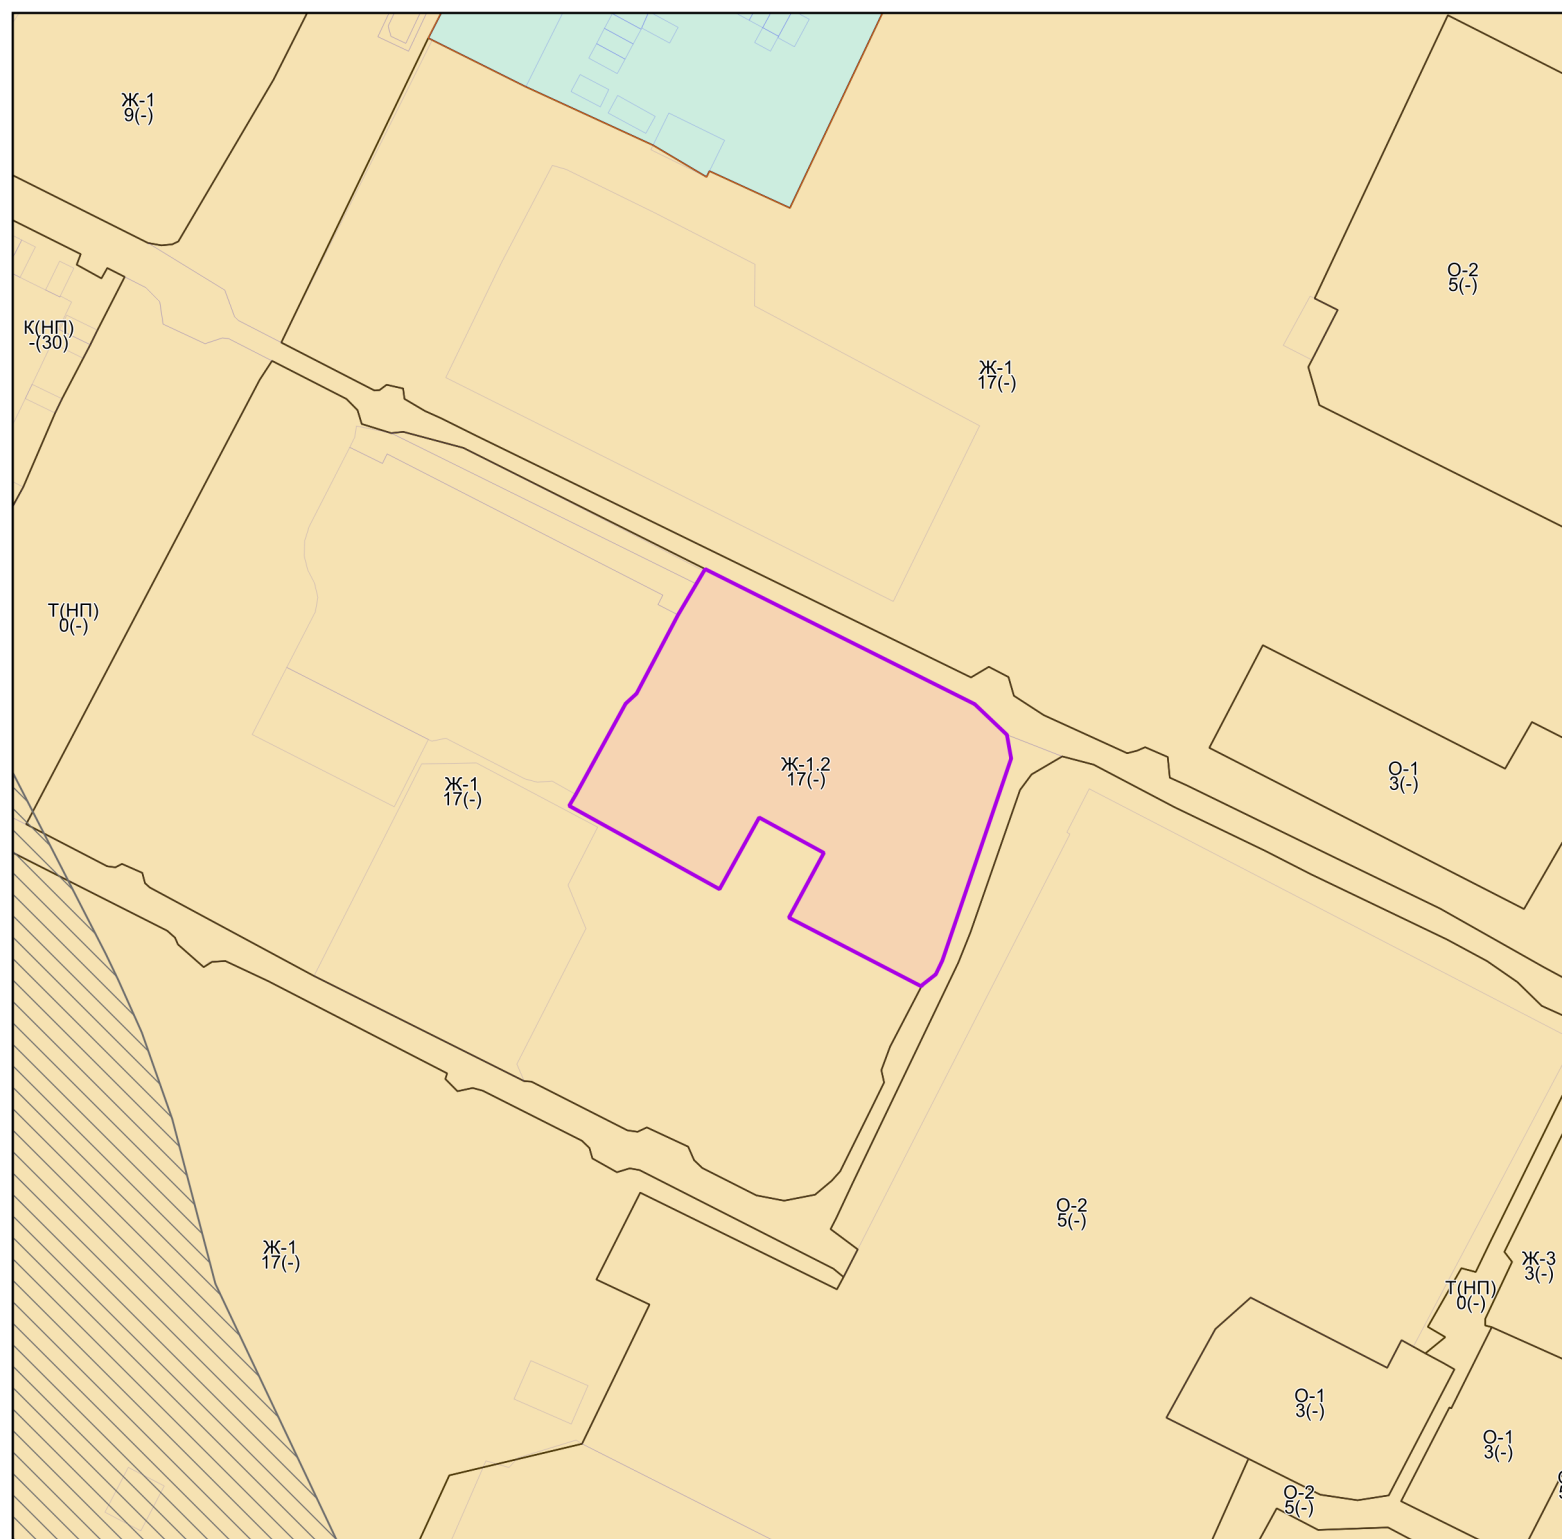 Ж-1
9(-)
О-2
5(-)
К(НП)
-(30)
Ж-1
17(-)
Т(НП)
0(-)
Ж-1.2
17(-)
О-1
3(-)
Ж-1
17(-)
О-2
5(-)
Ж-1
17(-)
Ж-3
3(-)
Т(НП)
0(-)
О-1
3(-)
О-1
3(-)
О-2
5(-)